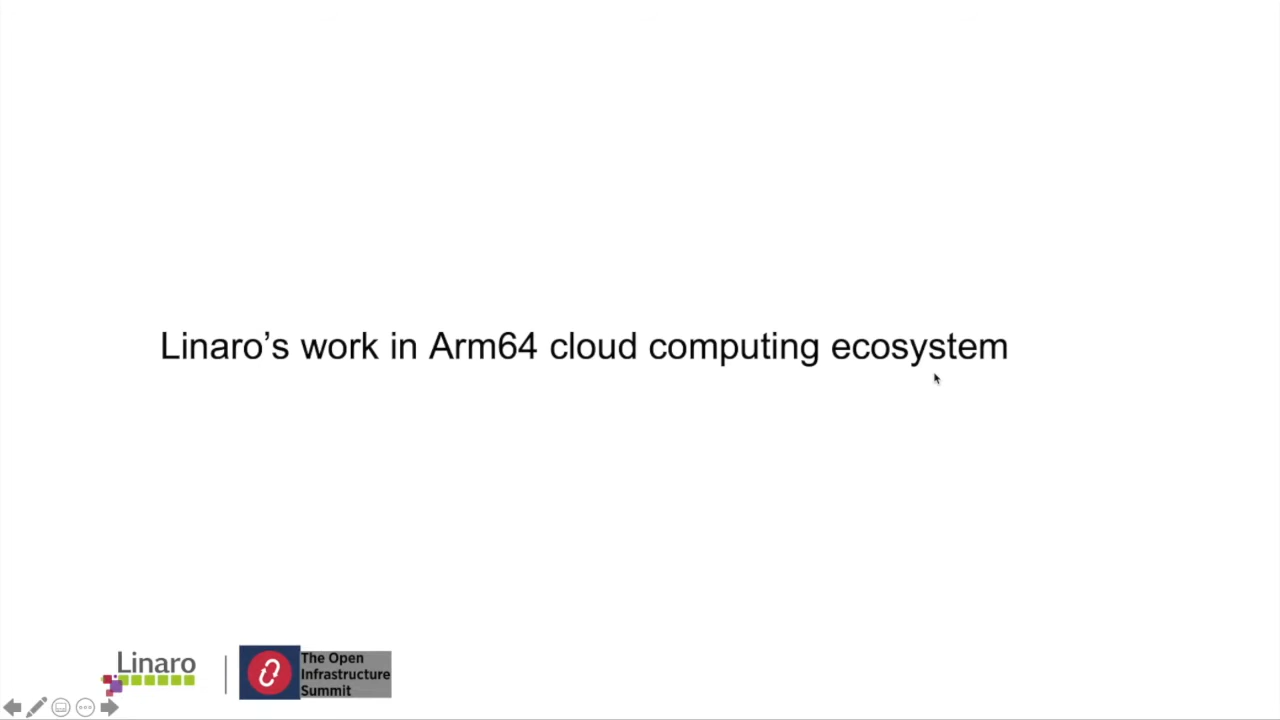 Linaro’s work in Arm64 cloud computing ecosystem
Linaro
The Open
Infrastructure
Summit